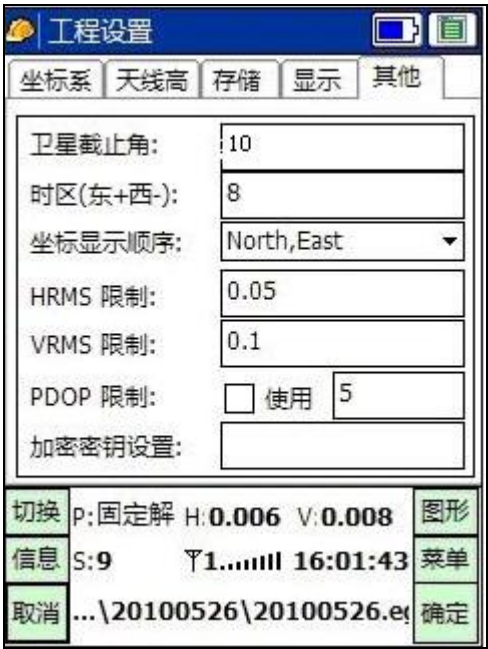 工程设置
坐标系 天线高 存储 显示 其他
卫星截止角: 10
时区(东+西-): 8
坐标显示顺序: North,East
HRMS 限制: 0.05
VRMS 限制: 0.1
PDOP 限制: 使用 5
加密密钥设置:
切换 P:固定解 H:0.006 V:0.008 图形
信息 S:9 1 16:01:43 菜单
取消 ...\20100526\20100526.eg 确定